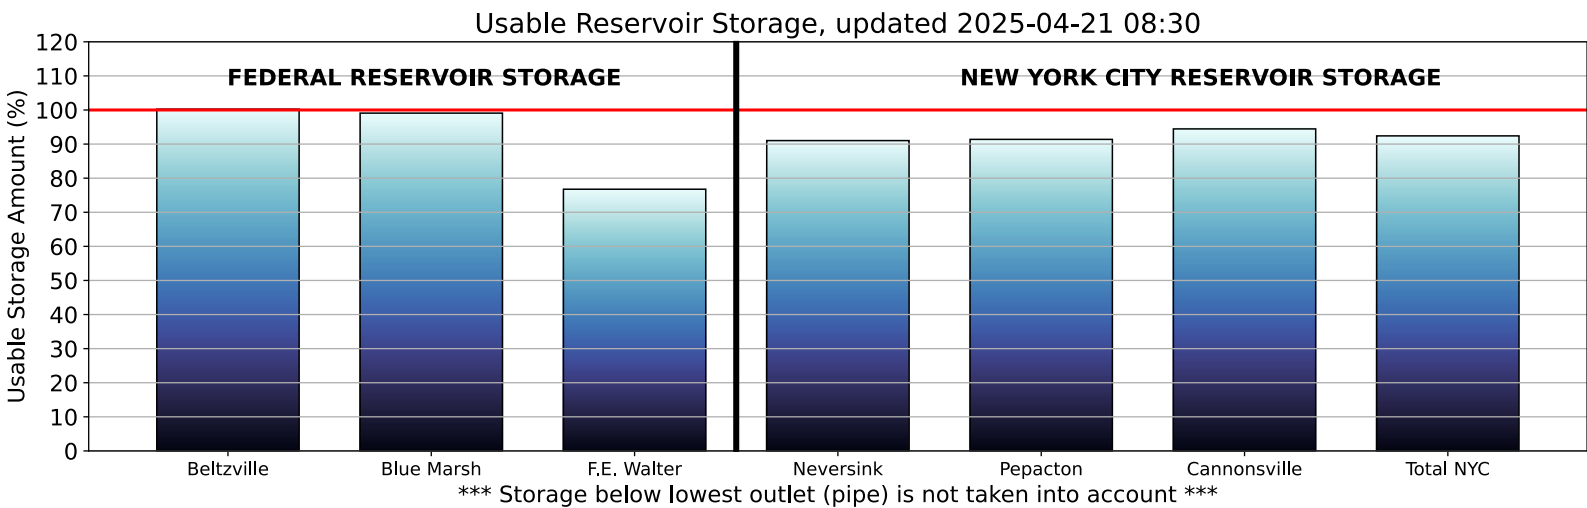 Usable Reservoir Storage, updated 2025-04-21 08:30
FEDERAL RESERVOIR STORAGE
NEW YORK CITY RESERVOIR STORAGE
Usable Storage Amount (%)
120
110
100
90
80
70
60
50
40
30
20
10
0
Beltzville
Blue Marsh
F.E. Walter
Neversink
Pepacton
Cannonsville
Total NYC
*** Storage below lowest outlet (pipe) is not taken into account ***